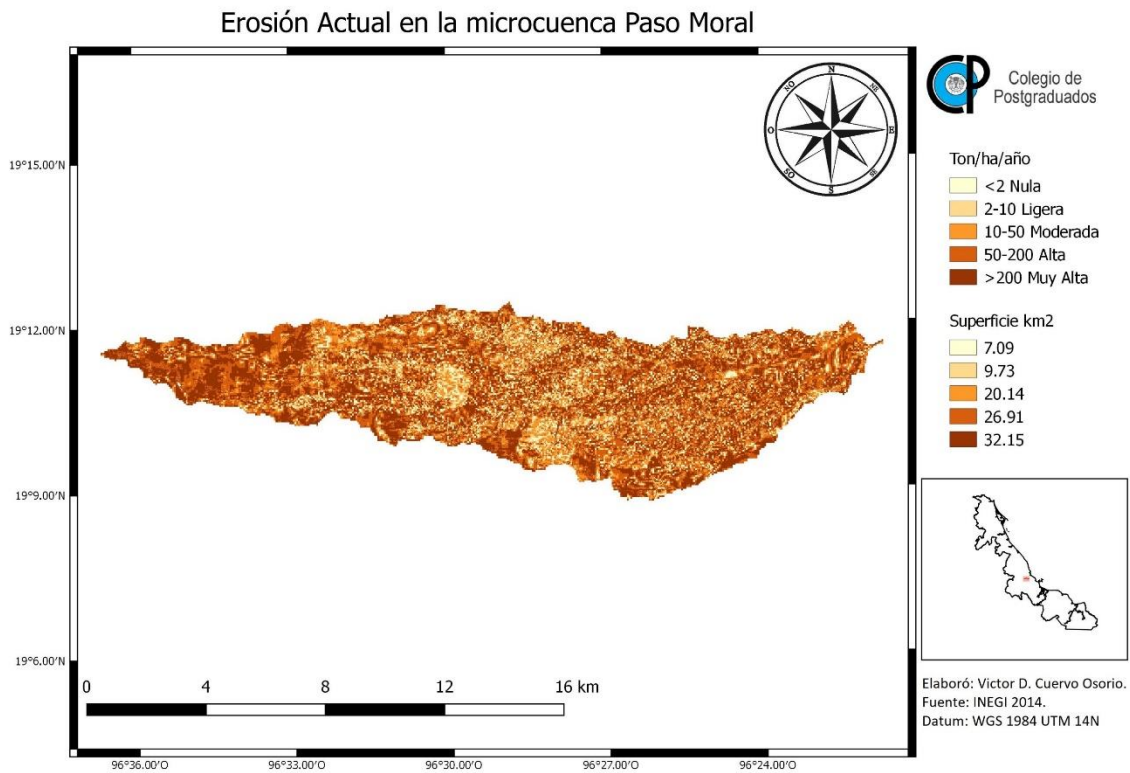 Erosión Actual en la microcuenca Paso Moral
N
NE
E
SE
S
SO
O
NO
19°15.00'N
19°12.00'N
19°9.00'N
19°6.00'N
0 4 8 12 16 km
96°36.00'O 96°33.00'O 96°30.00'O 96°27.00'O 96°24.00'O
CP
Colegio de
Postgraduados
Ton/ha/año
<2 Nula
2-10 Ligera
10-50 Moderada
50-200 Alta
>200 Muy Alta
Superficie km2
7.09
9.73
20.14
26.91
32.15
Elaboró: Victor D. Cuervo Osorio.
Fuente: INEGI 2014.
Datum: WGS 1984 UTM 14N